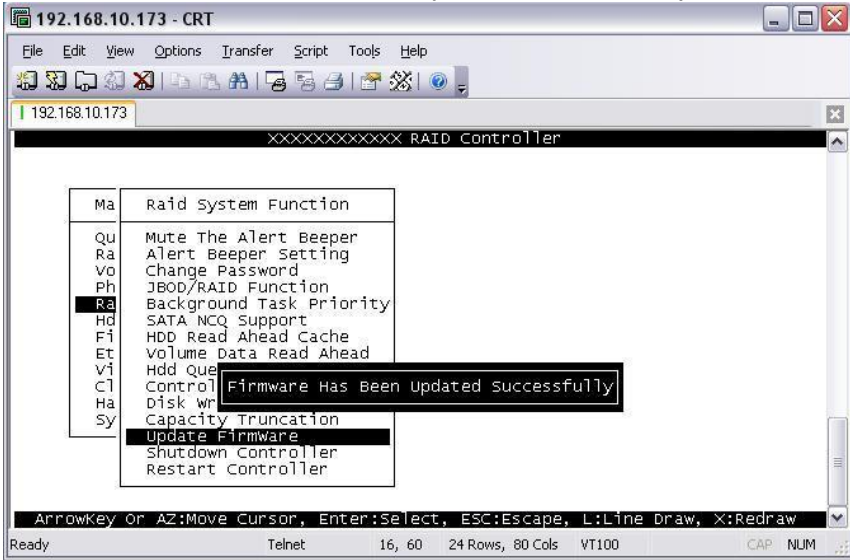 192.168.10.173 - CRT
File Edit View Options Transfer Script Tools Help
192.168.10.173
XXXXXXXXXXXX RAID Controller
Ma
Raid System Function
Qu
Mute The Alert Beeper
Ra
Alert Beeper Setting
Vo
Change Password
Ph
JBOD/RAID Function
Ra
Background Task Priority
Hd
SATA NCQ Support
Fi
HDD Read Ahead Cache
Et
Volume Data Read Ahead
Vi
Hdd Que
Cl
Control
Firmware Has Been Updated Successfully
Ha
Disk Wr
Sy
Capacity Truncation
Update FirmWare
Shutdown Controller
Restart Controller
ArrowKey Or AZ:Move Cursor, Enter:Select, ESC:Escape, L:Line Draw, X:Redraw
Ready Telnet 16, 60 24 Rows, 80 Cols VT100 CAP NUM